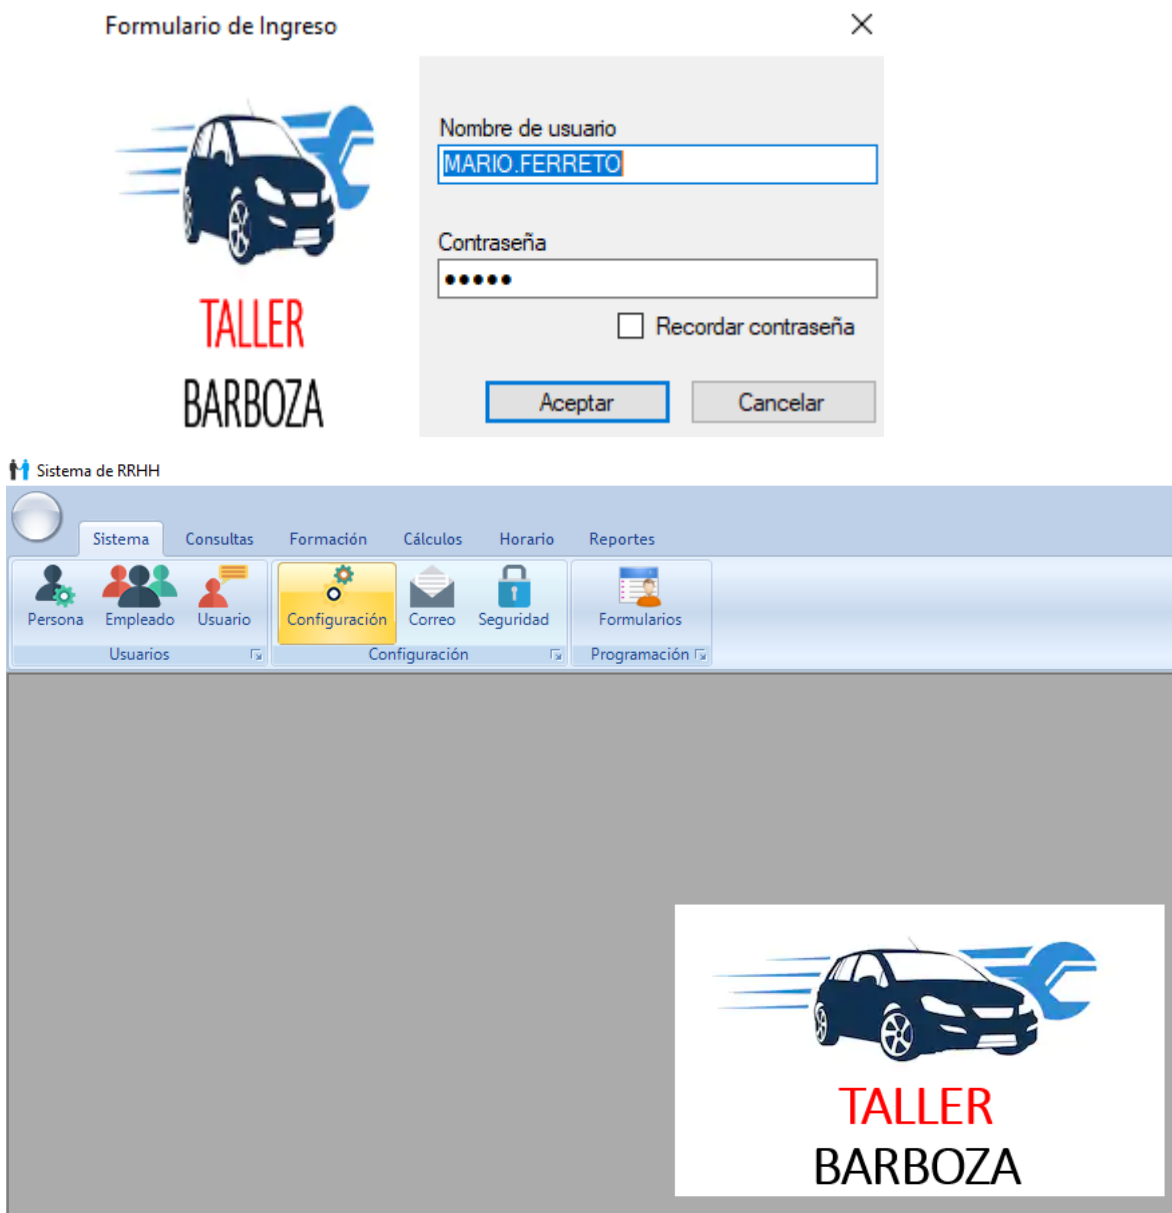 Formulario de Ingreso
Nombre de usuario
MARIO.FERRETO
Contraseña
•••••
Recordar contraseña
Aceptar Cancelar
TALLER
BARBOZA
Sistema de RRHH
Sistema Consultas Formación Cálculos Horario Reportes
Persona Empleado Usuario Configuración Correo Seguridad Formularios
Usuarios Configuración Programación
TALLER
BARBOZA